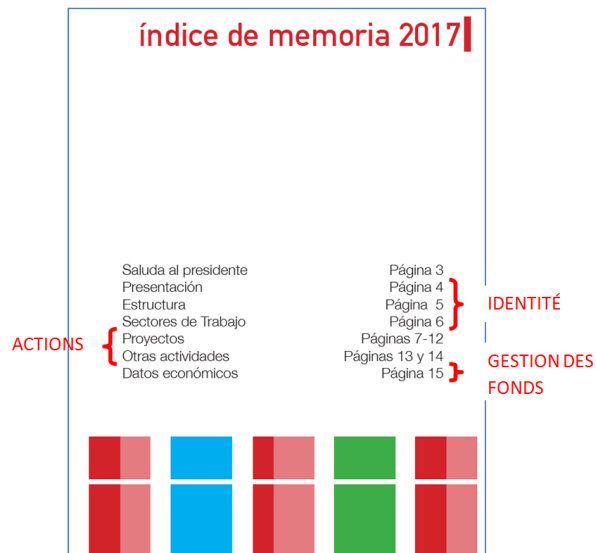 índice de memoria 2017
Saluda al presidente Página 3
Presentación Página 4
Estructura Página 5
Sectores de Trabajo Página 6
Proyectos Páginas 7-12
Otras actividades Páginas 13 y 14
Datos económicos Página 15
ACTIONS
IDENTITÉ
GESTION DES
FONDS